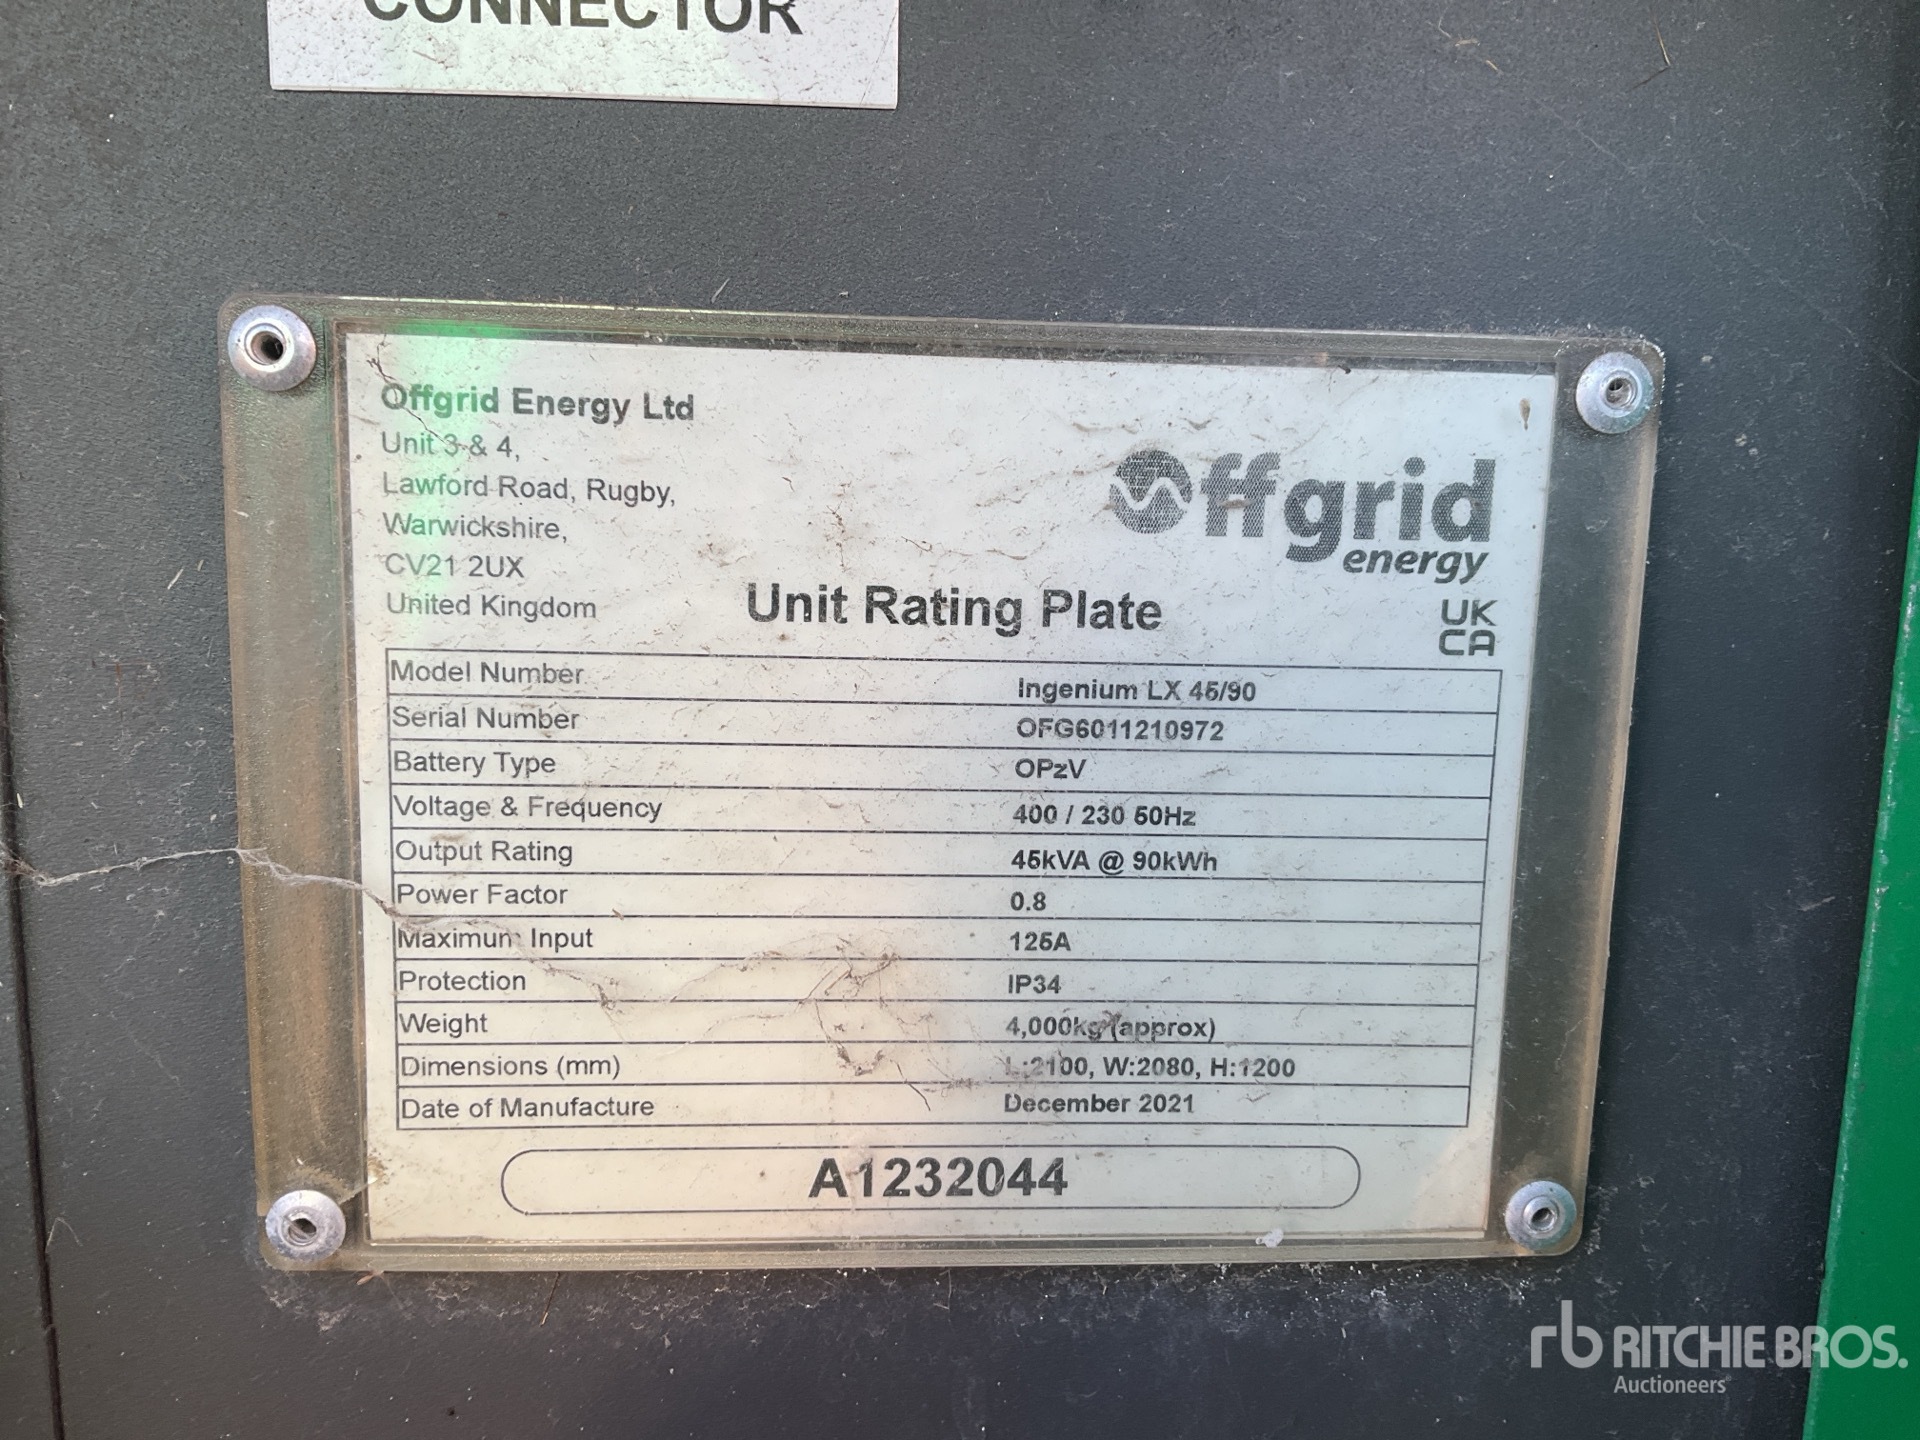 CONNECTOR
Offgrid Energy Ltd
Unit 3 & 4,
Lawford Road, Rugby,
Warwickshire,
CV21 2UX
United Kingdom
Offgrid
energy
Unit Rating Plate
UK
CA
Model Number Ingenium LX 45/90
Serial Number OFG6011210972
Battery Type OPzV
Voltage & Frequency 400 / 230 50Hz
Output Rating 45kVA @ 90kWh
Power Factor 0.8
Maximum Input 125A
Protection IP34
Weight 4,000kg (approx)
Dimensions (mm) L:2100, W:2080, H:1200
Date of Manufacture December 2021
A1232044
rb RITCHIE BROS.
Auctioneers